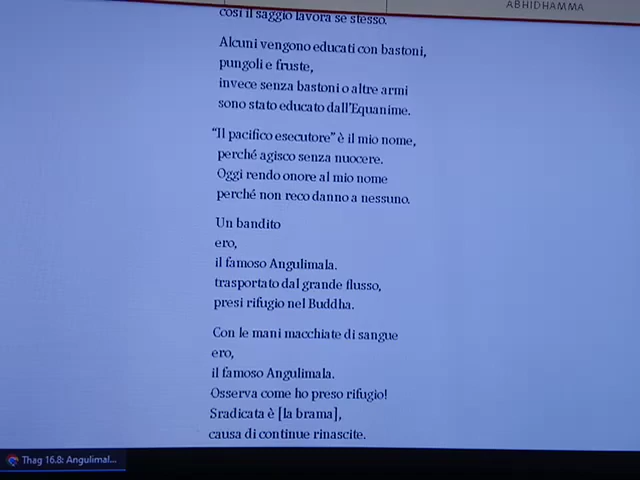 ABHIDHAMMA
così il saggio lavora se stesso.
Alcuni vengono educati con bastoni,
pungoli e fruste,
invece senza bastoni o altre armi
sono stato educato dall'Equanime.
“Il pacifico esecutore” è il mio nome,
perché agisco senza nuocere.
Oggi rendo onore al mio nome
perché non reco danno a nessuno.
Un bandito
ero,
il famoso Angulimala.
trasportato dal grande flusso,
presi rifugio nel Buddha.
Con le mani macchiate di sangue
ero,
il famoso Angulimala.
Osserva come ho preso rifugio!
Sradicata è [la brama],
causa di continue rinascite.
Thag 16.8: Angulimal...